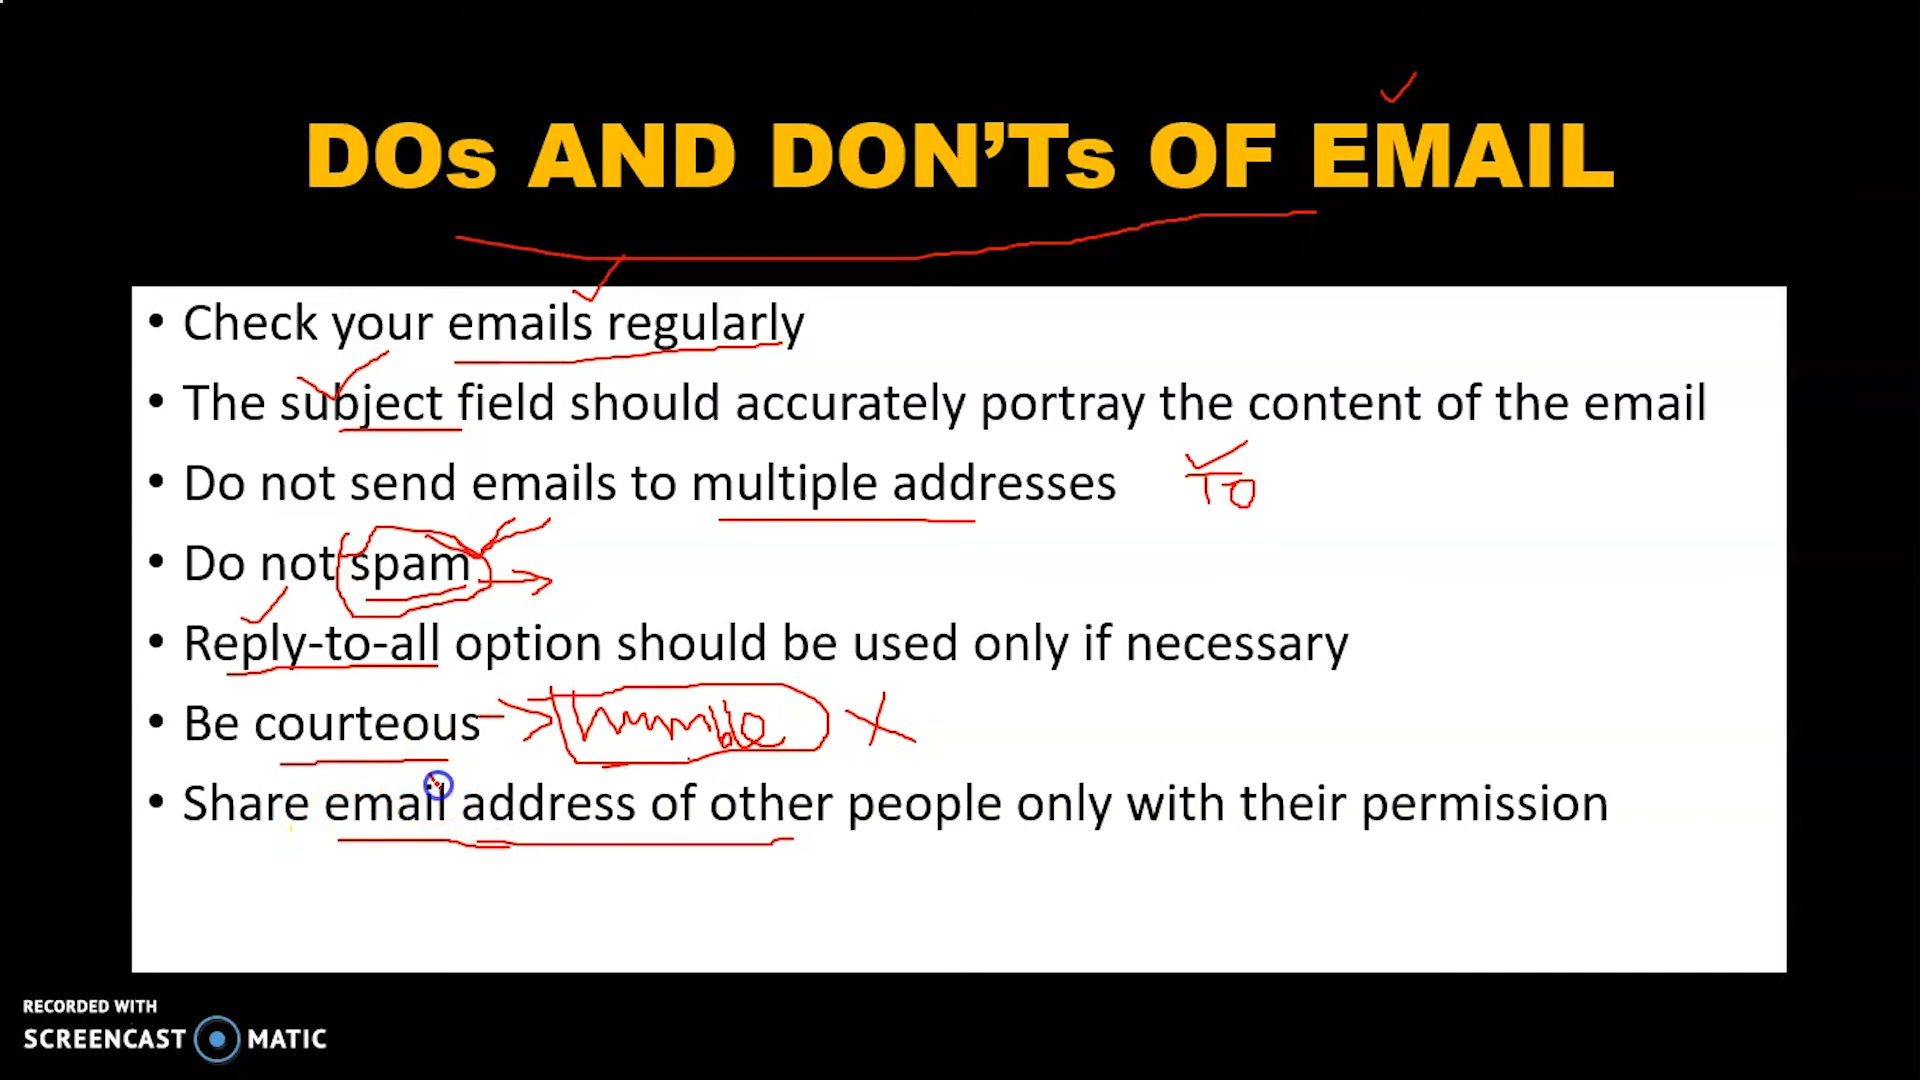 DOs AND DON'Ts OF EMAIL
• Check your emails regularly
• The subject field should accurately portray the content of the email
• Do not send emails to multiple addresses To
• Do not spam
• Reply-to-all option should be used only if necessary
• Be courteous humble
• Share email address of other people only with their permission
RECORDED WITH
SCREENCAST MATIC